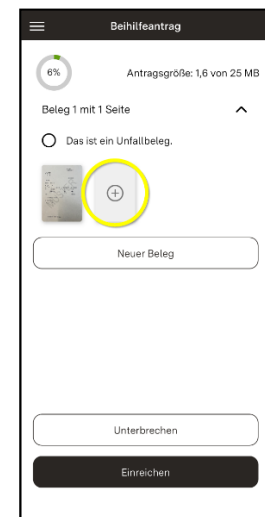 Beihilfeantrag
6%
Antragsgröße: 1,6 von 25 MB
Beleg 1 mit 1 Seite
Das ist ein Unfallbeleg.
Neuer Beleg
Unterbrechen
Einreichen